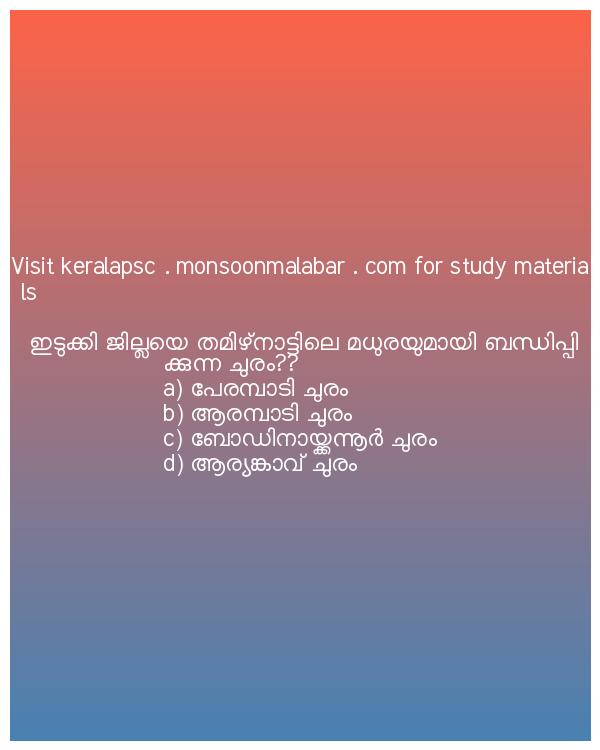 Visit keralapsc . monsoonmalabar . com for study materia
ls
ഇടുക്കി ജില്ലയെ തമിഴ്നാട്ടിലെ മധുരയുമായി ബന്ധിപ്പി
ക്കുന്ന ചുരം??
a) പേരമ്പാടി ചുരം
b) ആരമ്പാടി ചുരം
c) ബോഡിനായ്ക്കന്നൂർ ചുരം
d) ആര്യങ്കാവ് ചുരം